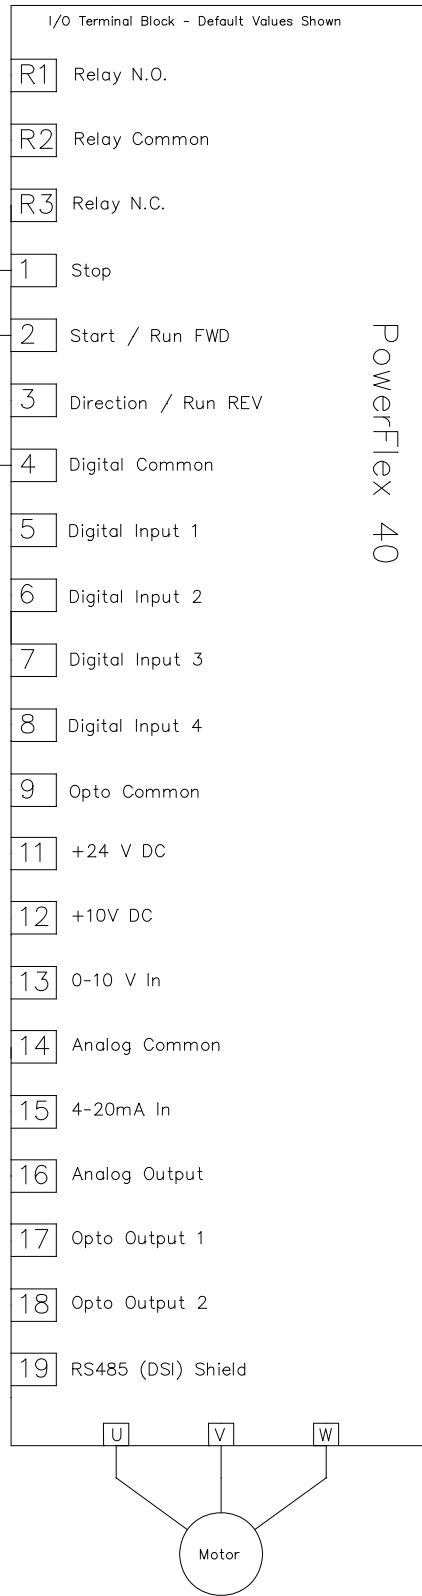 I/O Terminal Block - Default Values Shown
R1 Relay N.O.
R2 Relay Common
R3 Relay N.C.
1 Stop
2 Start / Run FWD
3 Direction / Run REV
4 Digital Common
5 Digital Input 1
6 Digital Input 2
7 Digital Input 3
8 Digital Input 4
9 Opto Common
11 +24 V DC
12 +10V DC
13 0-10 V In
14 Analog Common
15 4-20mA In
16 Analog Output
17 Opto Output 1
18 Opto Output 2
19 RS485 (DSI) Shield
PowerFlex 40
U V W
Motor